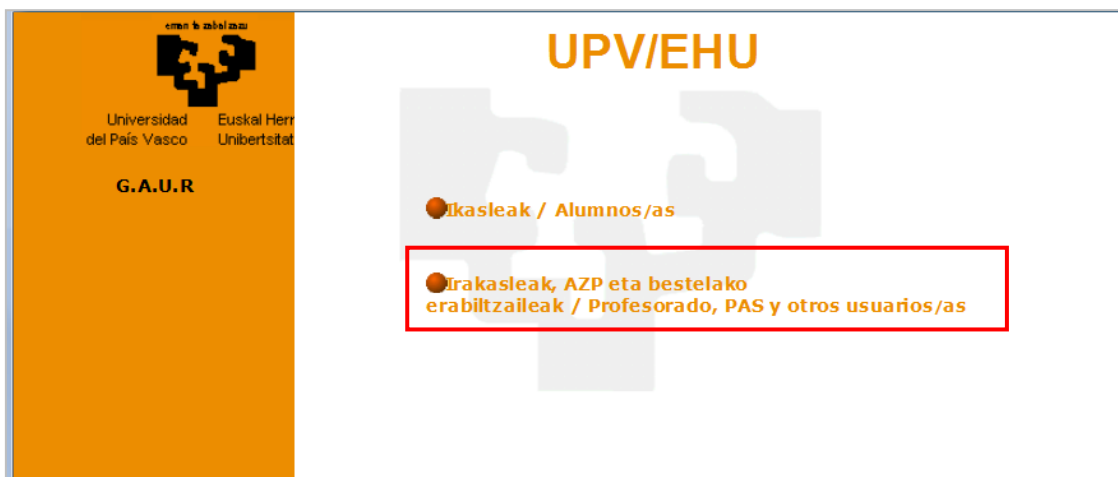 eman ta zabal zazu
Universidad Euskal Herr
del País Vasco Unibertsitat
G.A.U.R
UPV/EHU
Ikasleak / Alumnos/as
Irakasleak, AZP eta bestelako
erabiltzaileak / Profesorado, PAS y otros usuarios/as